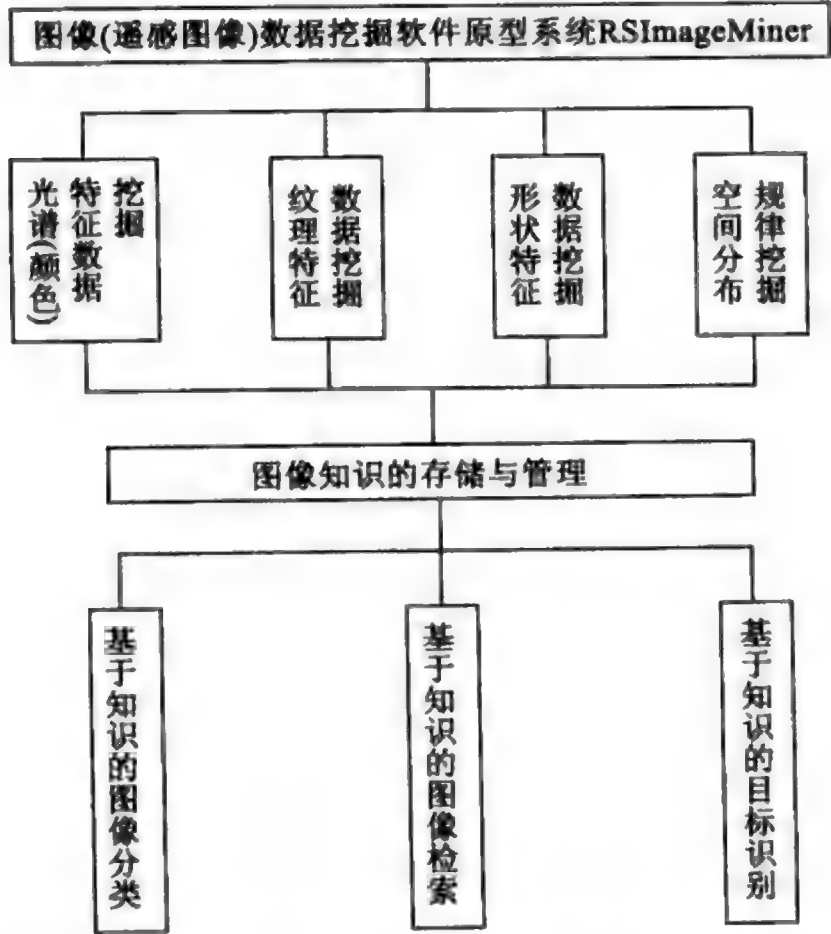 图像(遥感图像)数据挖掘软件原型系统RSImageMiner
光谱(颜色)
特征数据
挖掘
纹理特征
数据挖掘
形状特征
数据挖掘
空间分布
规律挖掘
图像知识的存储与管理
基于知识的图像分类
基于知识的图像检索
基于知识的目标识别